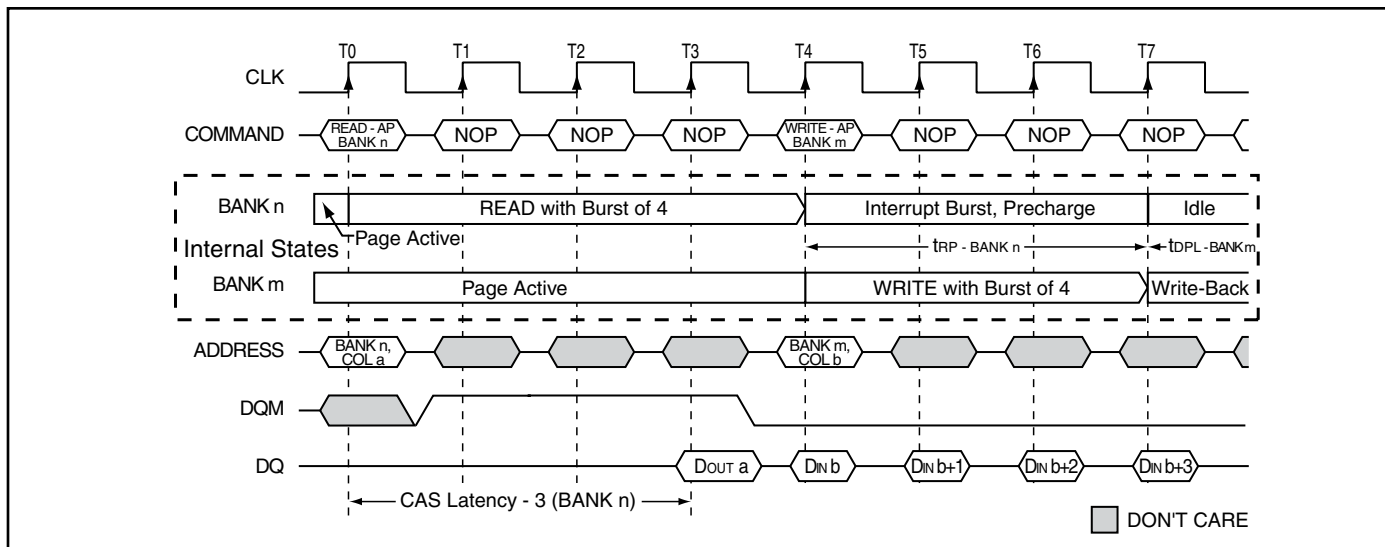 T0 T1 T2 T3 T4 T5 T6 T7
CLK
COMMAND READ - AP BANK n NOP NOP NOP WRITE - AP BANK m NOP NOP NOP
BANK n READ with Burst of 4 Interrupt Burst, Precharge Idle
Page Active
Internal States
tRP - BANK n tDPL - BANK m
BANK m Page Active WRITE with Burst of 4 Write-Back
ADDRESS BANK n, COL a BANK m, COL b
DQM
DQ DOUT a DIN b DIN b+1 DIN b+2 DIN b+3
CAS Latency - 3 (BANK n)
DON'T CARE